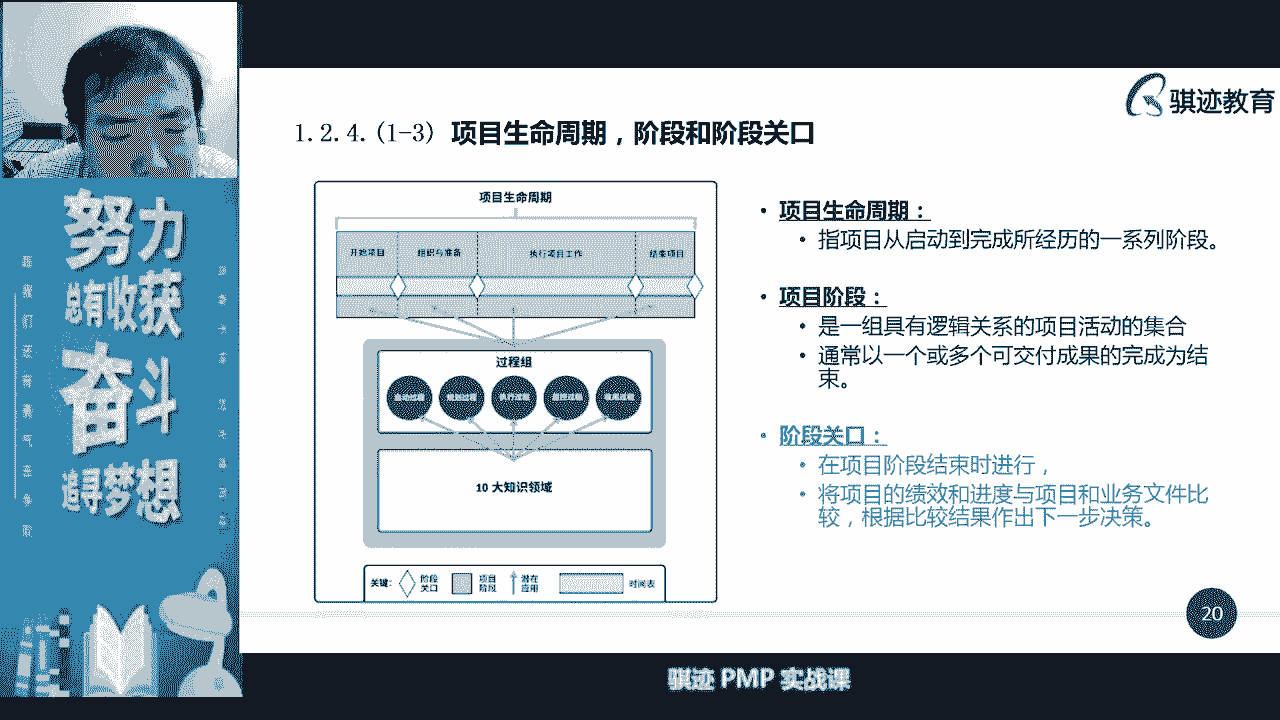 骐迹教育
1.2.4.(1-3) 项目生命周期，阶段和阶段关口
努力
总有收获
奋斗
追寻梦想
项目生命周期
开始项目
组织与准备
执行项目工作
结束项目
过程组
启动过程
规划过程
执行过程
监控过程
收尾过程
10 大知识领域
关键：
阶段
关口
项目
阶段
潜在
应用
时间表
• 项目生命周期：
• 指项目从启动到完成所经历的一系列阶段。
• 项目阶段：
• 是一组具有逻辑关系的项目活动的集合
• 通常以一个或多个可交付成果的完成为结
束。
• 阶段关口：
• 在项目阶段结束时进行，
• 将项目的绩效和进度与项目和业务文件比
较，根据比较结果作出下一步决策。
20
骐迹 PMP 实战课